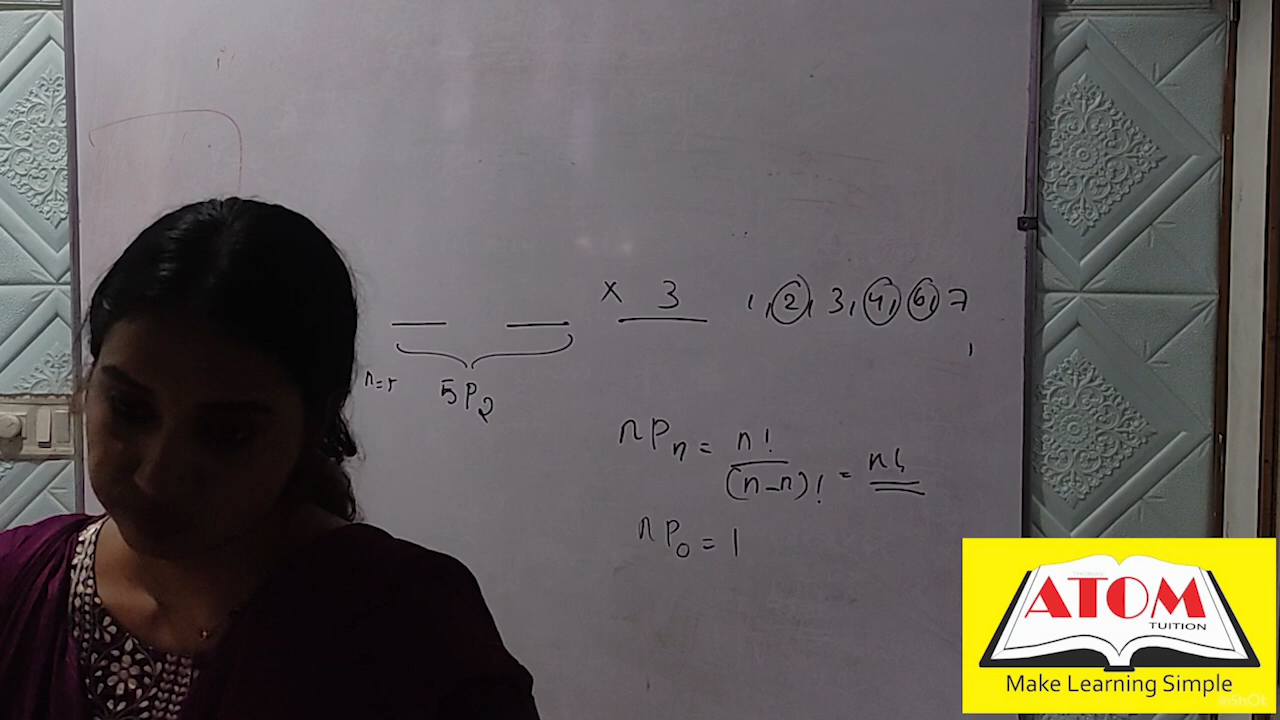 × 3 1, 2, 3, 4, 6, 7
n=5 5P2
nPn = n! / (n-n)! = n!
nP0 = 1
ATOM
TUITION
Make Learning Simple